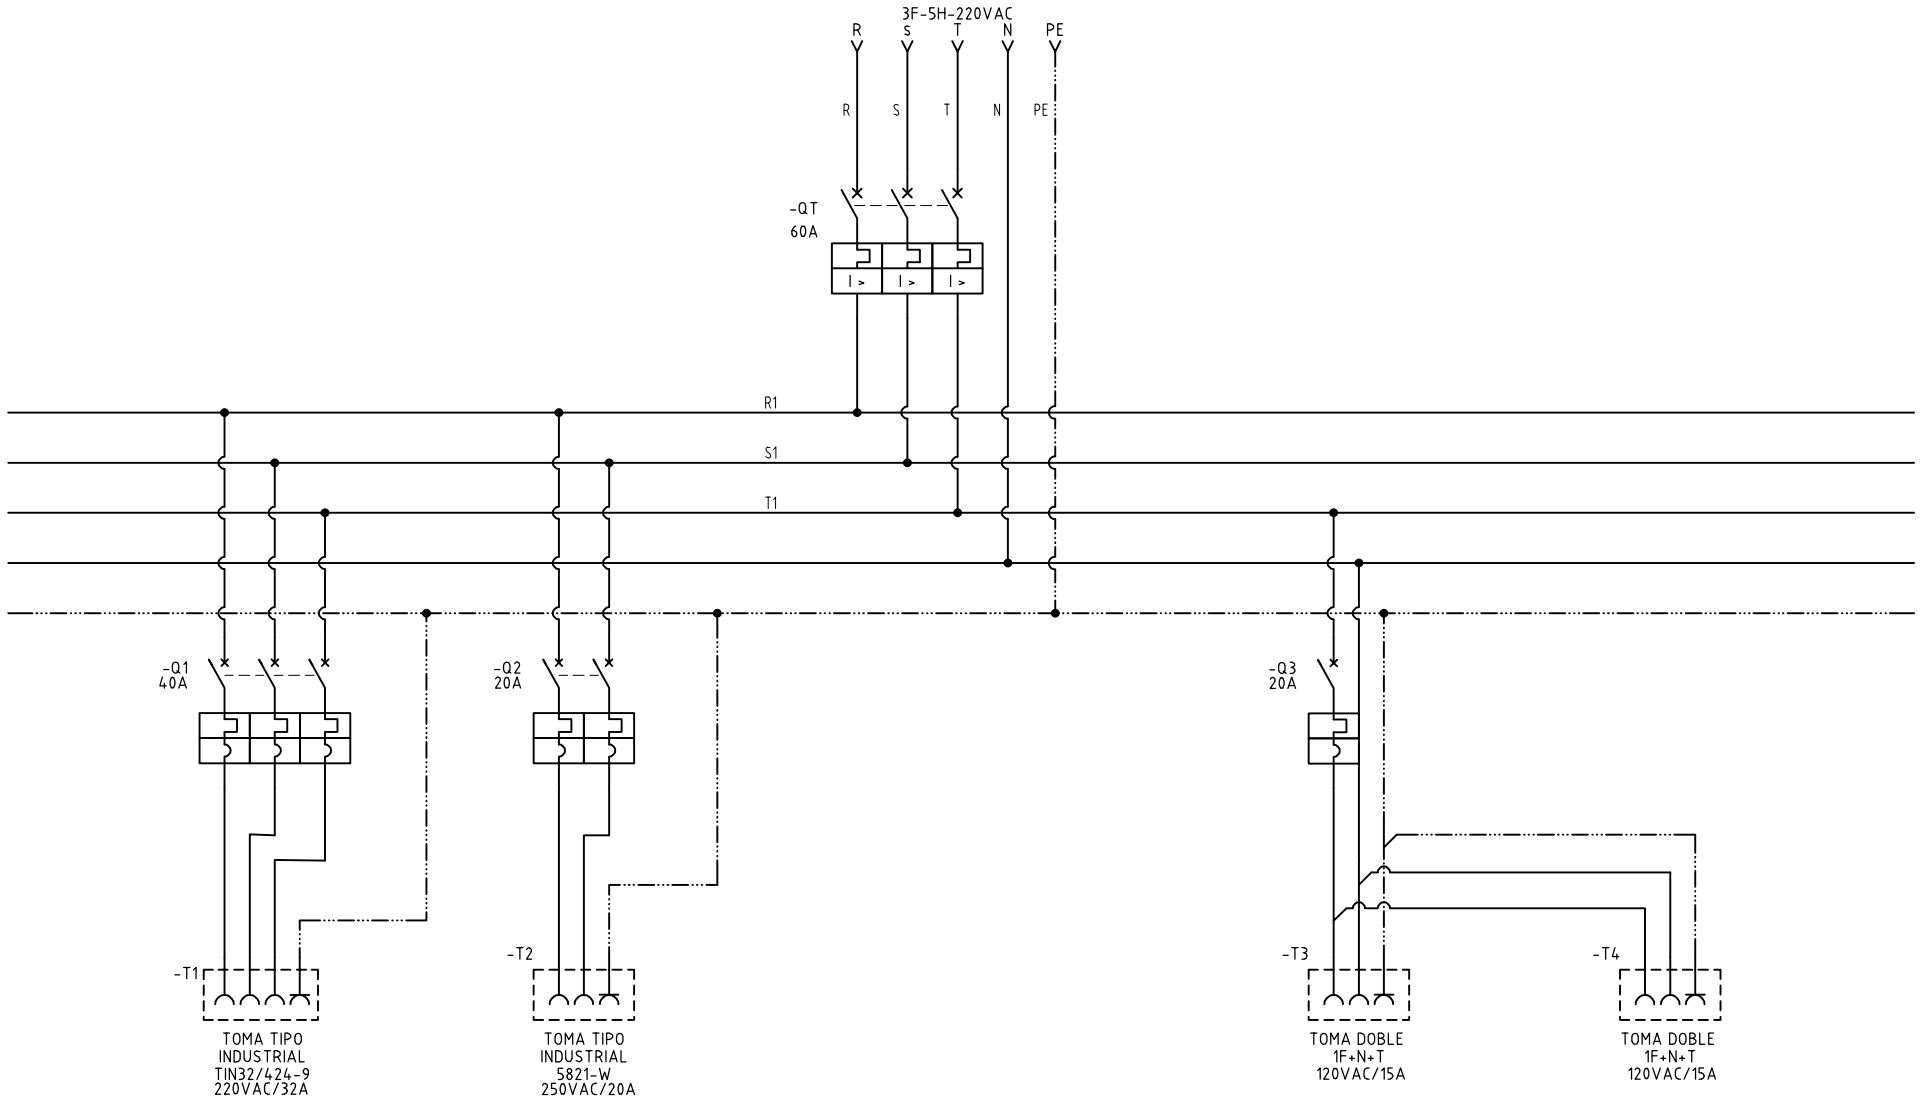 3F-5H-220VAC
R S T N PE
R S T N PE
-QT
60A
I > I > I >
R1
S1
T1
-Q1
40A
-Q2
20A
-Q3
20A
-T1
-T2
-T3
-T4
TOMA TIPO
INDUSTRIAL
TIN32/424-9
220VAC/32A
TOMA TIPO
INDUSTRIAL
5821-W
250VAC/20A
TOMA DOBLE
1F+N+T
120VAC/15A
TOMA DOBLE
1F+N+T
120VAC/15A